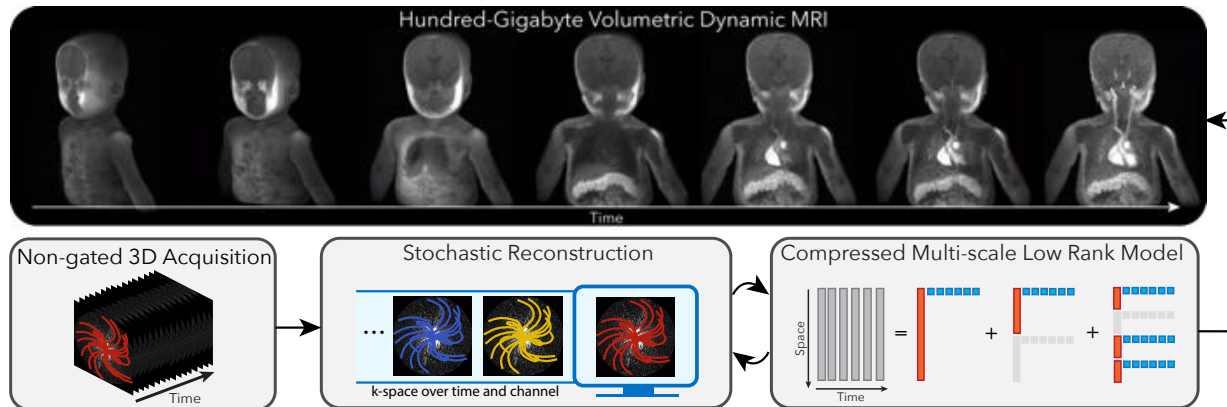 Hundred-Gigabyte Volumetric Dynamic MRI
Time
Non-gated 3D Acquisition
Time
Stochastic Reconstruction
...
k-space over time and channel
Compressed Multi-scale Low Rank Model
Space
=
+
+
Time